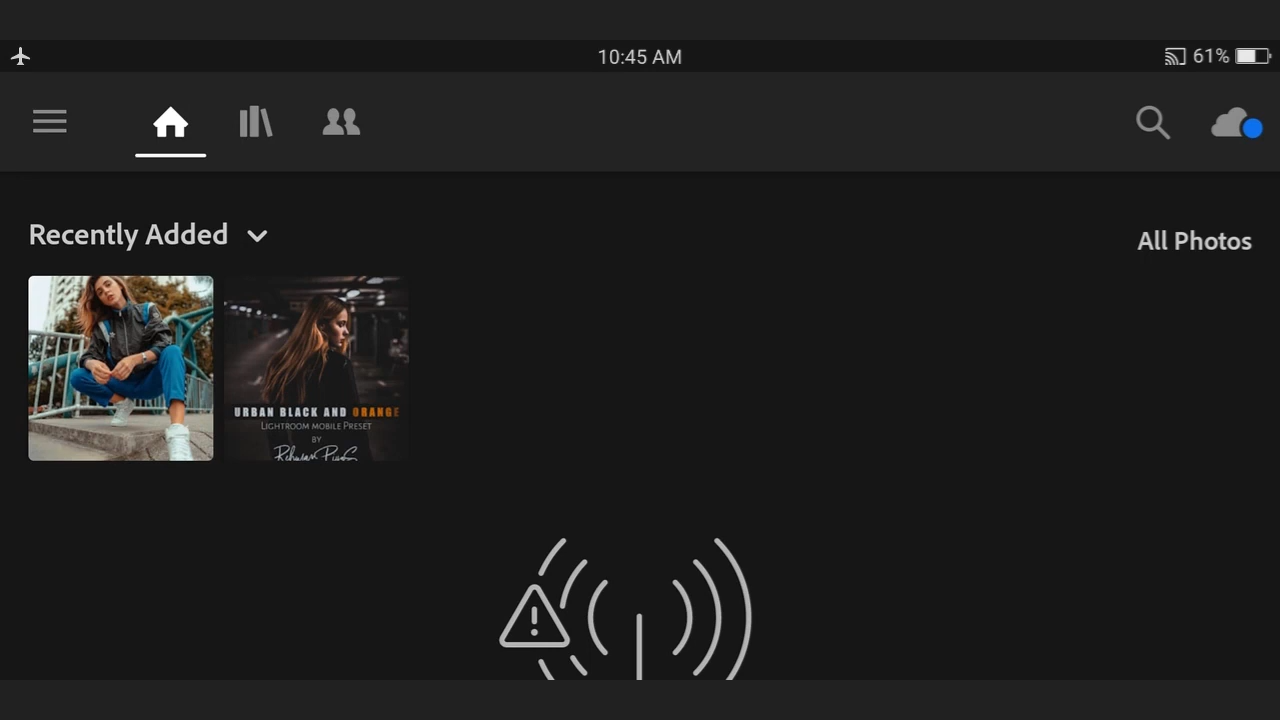 10:45 AM
61%
Recently Added
All Photos
URBAN BLACK AND ORANGE
LIGHTROOM MOBILE PRESET
BY